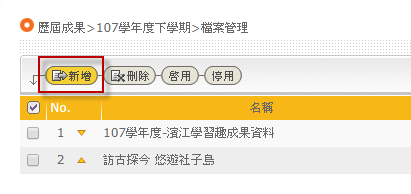 歷屆成果>107學年度下學期>檔案管理
新增 刪除 啓用 停用
No. 名稱
1 107學年度-濱江學習趣成果資料
2 訪古探今 悠遊社子島